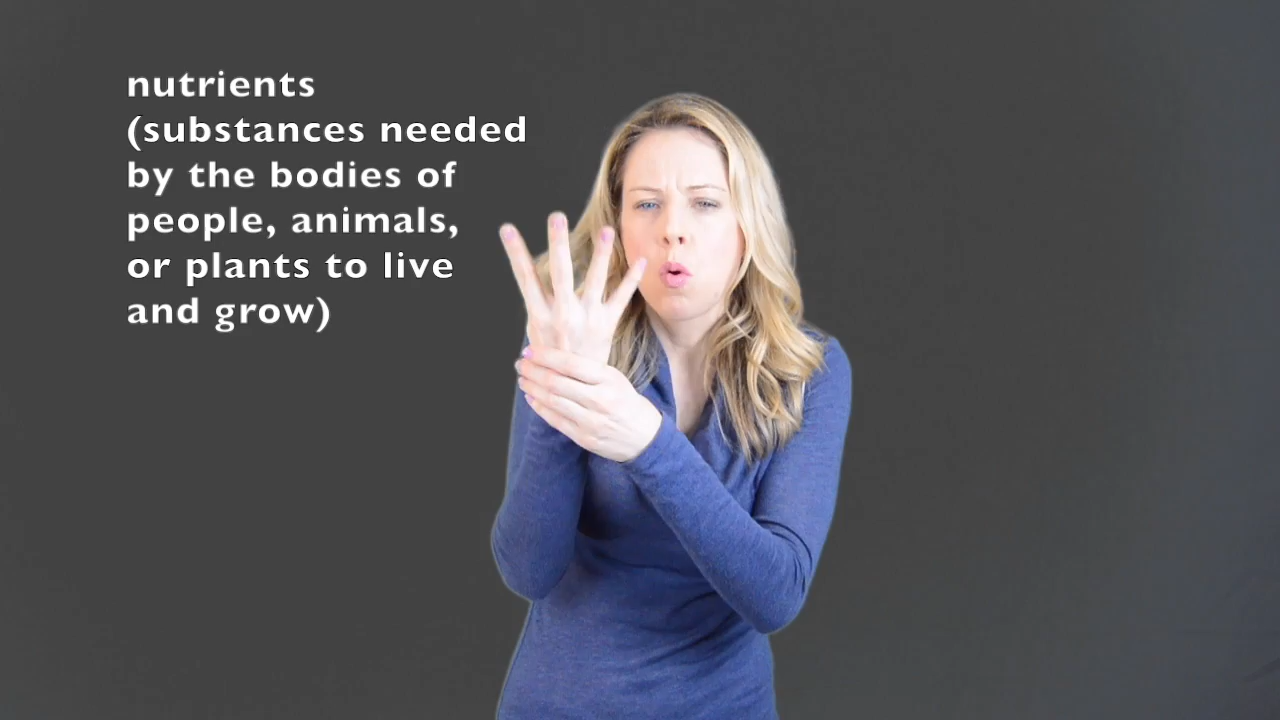 nutrients
(substances needed
by the bodies of
people, animals,
or plants to live
and grow)